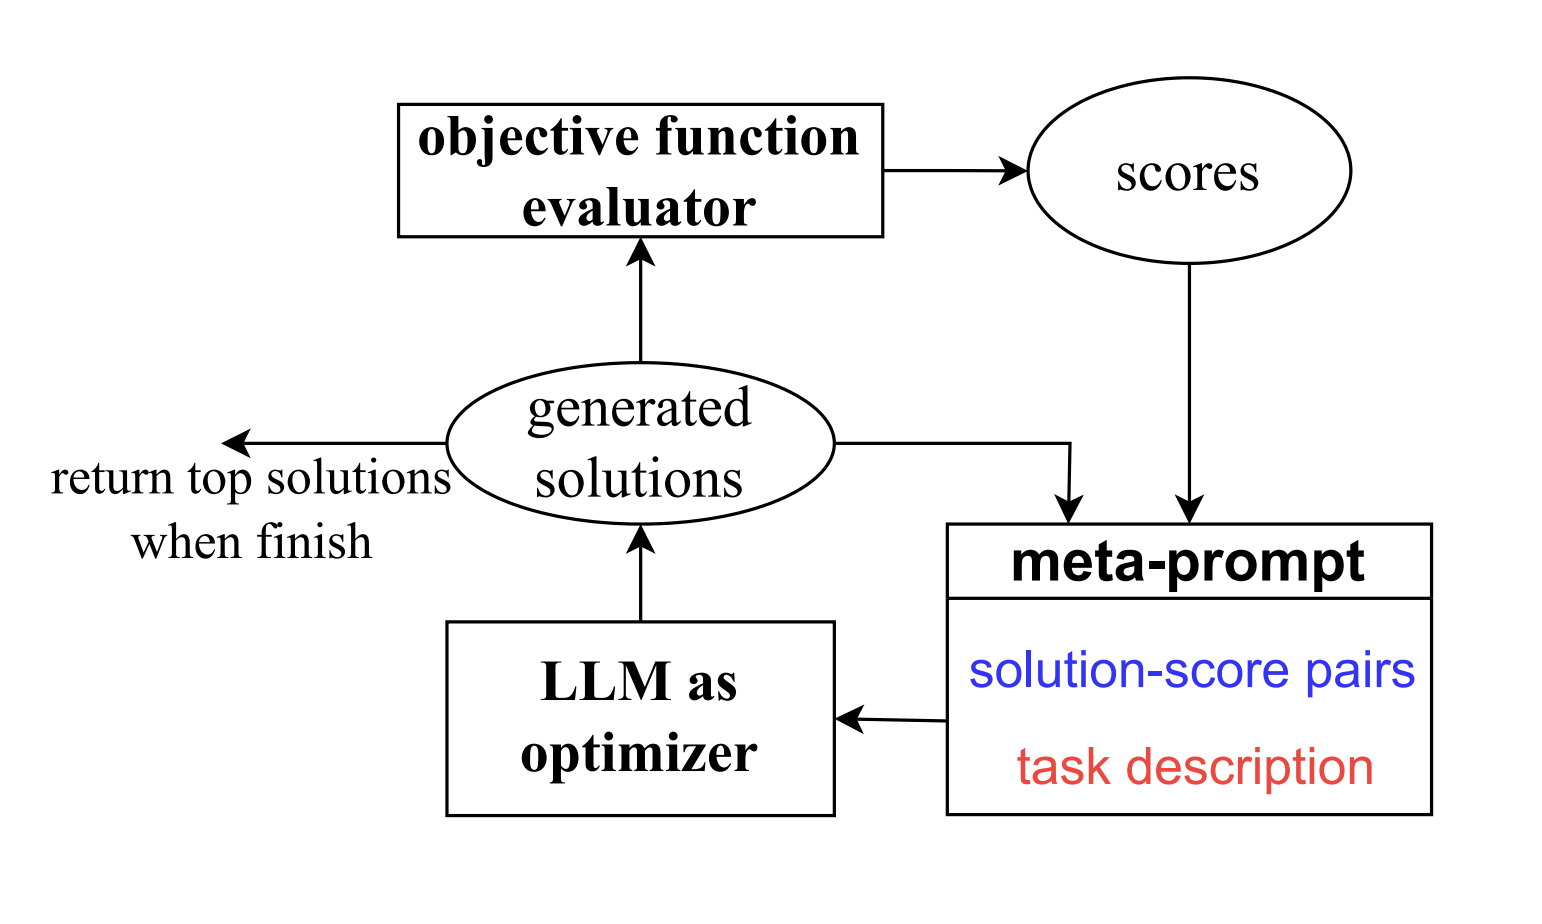 objective function
evaluator
scores
generated
solutions
return top solutions
when finish
meta-prompt
solution-score pairs
task description
LLM as
optimizer